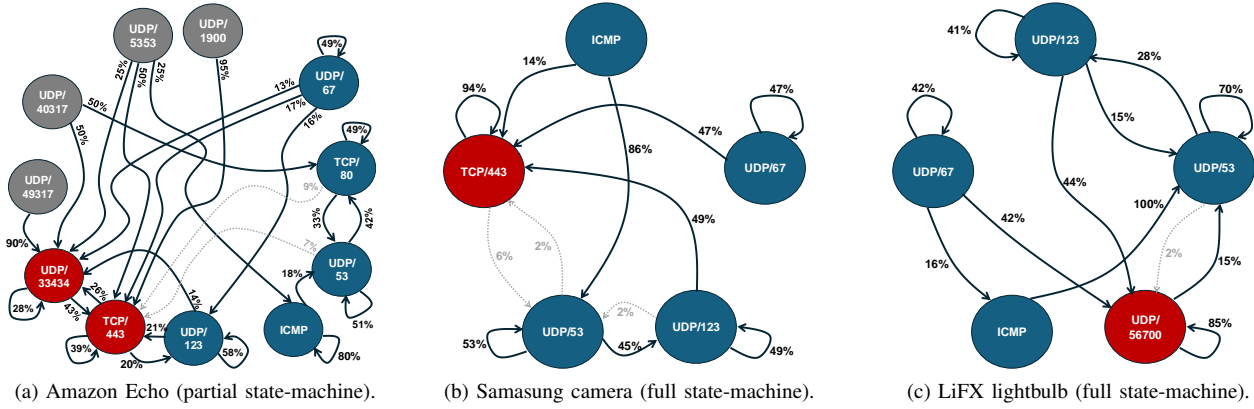 UDP/
5353
UDP/
1900
UDP/
67
49%
25%
50%
25%
95%
13%
17%
16%
UDP/
40317
50%
50%
49%
TCP/
80
UDP/
49317
9%
33%
42%
90%
7%
UDP/
33434
28%
26%
43%
14%
18%
UDP/
53
51%
TCP/
443
39%
21%
20%
UDP/
123
58%
ICMP
80%
(a) Amazon Echo (partial state-machine).
ICMP
14%
94%
47%
47%
86%
TCP/443
UDP/67
49%
6%
2%
2%
UDP/53
UDP/123
53%
45%
49%
(b) Samasung camera (full state-machine).
41%
UDP/123
28%
42%
70%
15%
UDP/67
UDP/53
44%
100%
42%
2%
16%
15%
ICMP
UDP/
56700
85%
(c) LiFX lightbulb (full state-machine).